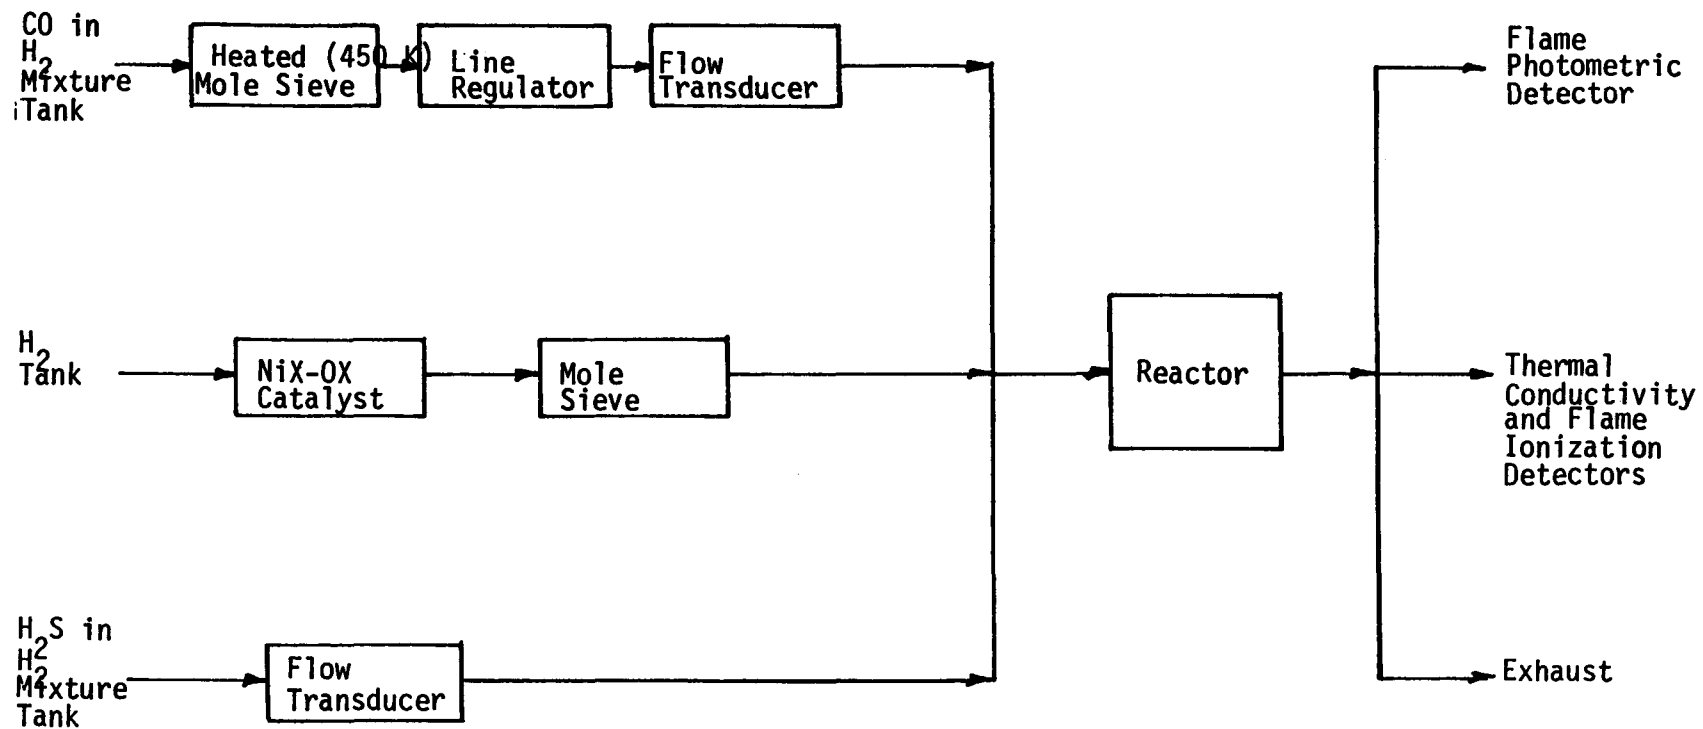 CO in
H2
Mixture
Tank
Heated (450 K)
Mole Sieve
Line
Regulator
Flow
Transducer
Flame
Photometric
Detector
H2
Tank
NiX-OX
Catalyst
Mole
Sieve
Reactor
Thermal
Conductivity
and Flame
Ionization
Detectors
H2S in
H2
Mixture
Tank
Flow
Transducer
Exhaust